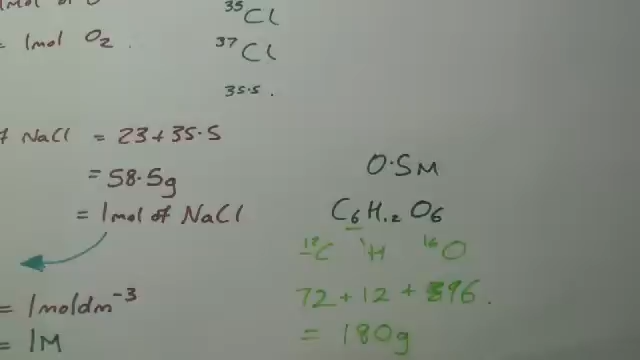 = 1mol O2.
35Cl
37Cl
35.5.
NaCl = 23+35.5
= 58.5g
= 1mol of NaCl
= 1moldm-3
= 1M
0.5M
C6H12O6
12C 1H 16O
72 + 12 + 96.
= 180g